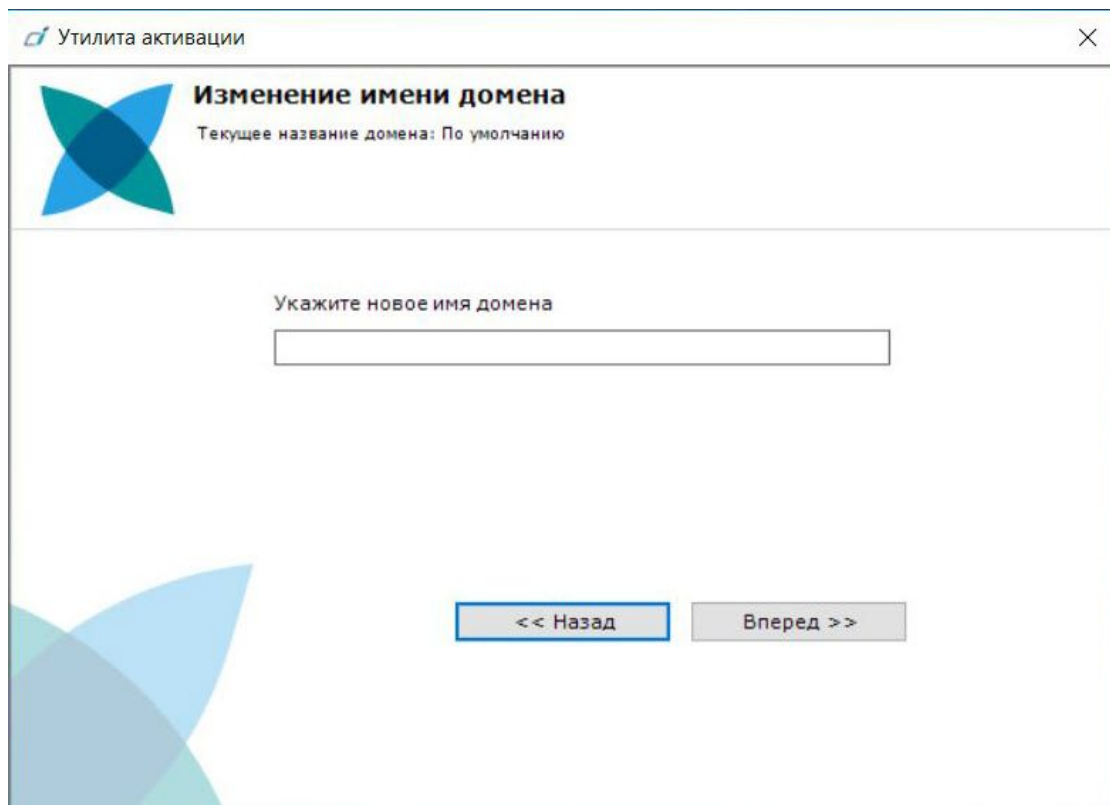 Утилита активации
Изменение имени домена
Текущее название домена: По умолчанию
Укажите новое имя домена
<< Назад
Вперед >>